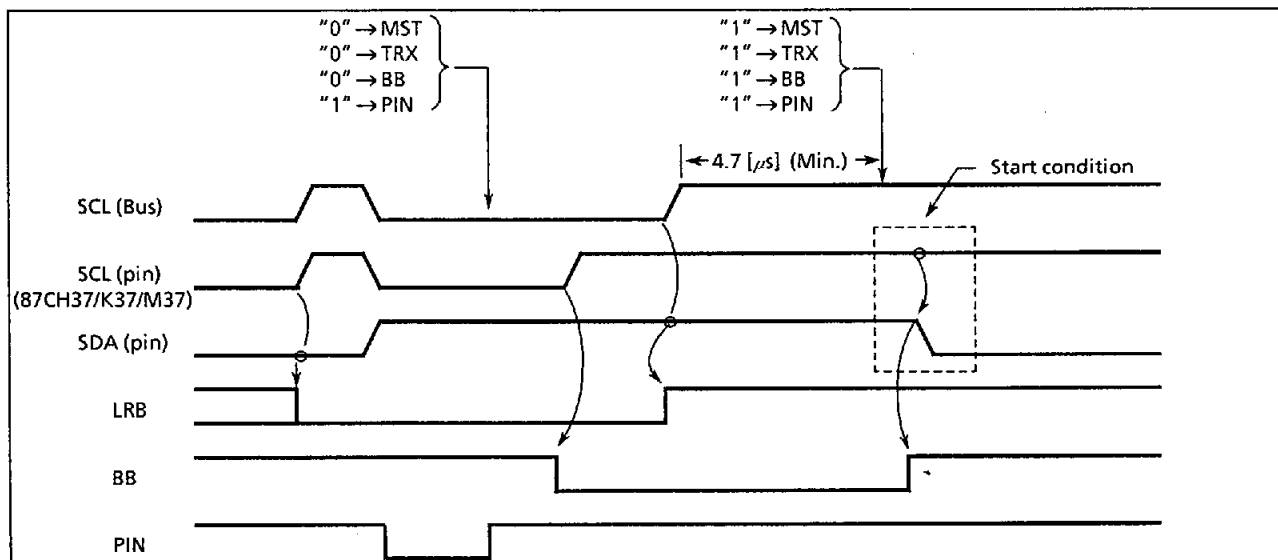 "0" → MST
"0" → TRX
"0" → BB
"1" → PIN
"1" → MST
"1" → TRX
"1" → BB
"1" → PIN
4.7 [μs] (Min.)
Start condition
SCL (Bus)
SCL (pin)
(87CH37/K37/M37)
SDA (pin)
LRB
BB
PIN